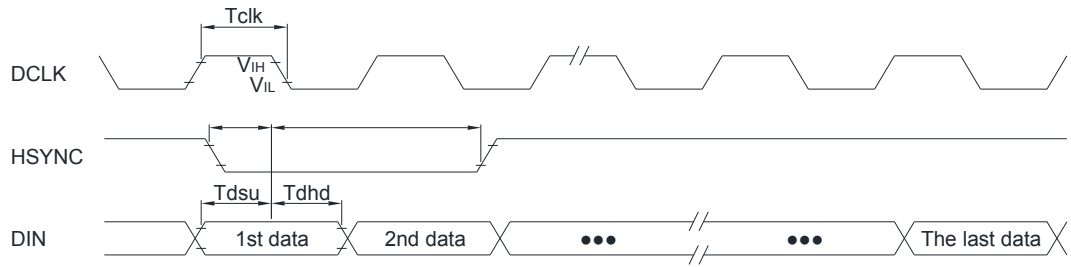 Tclk
DCLK
VIH
VIL
HSYNC
Tdsu
Tdhd
DIN
1st data
2nd data
●●●
●●●
The last data